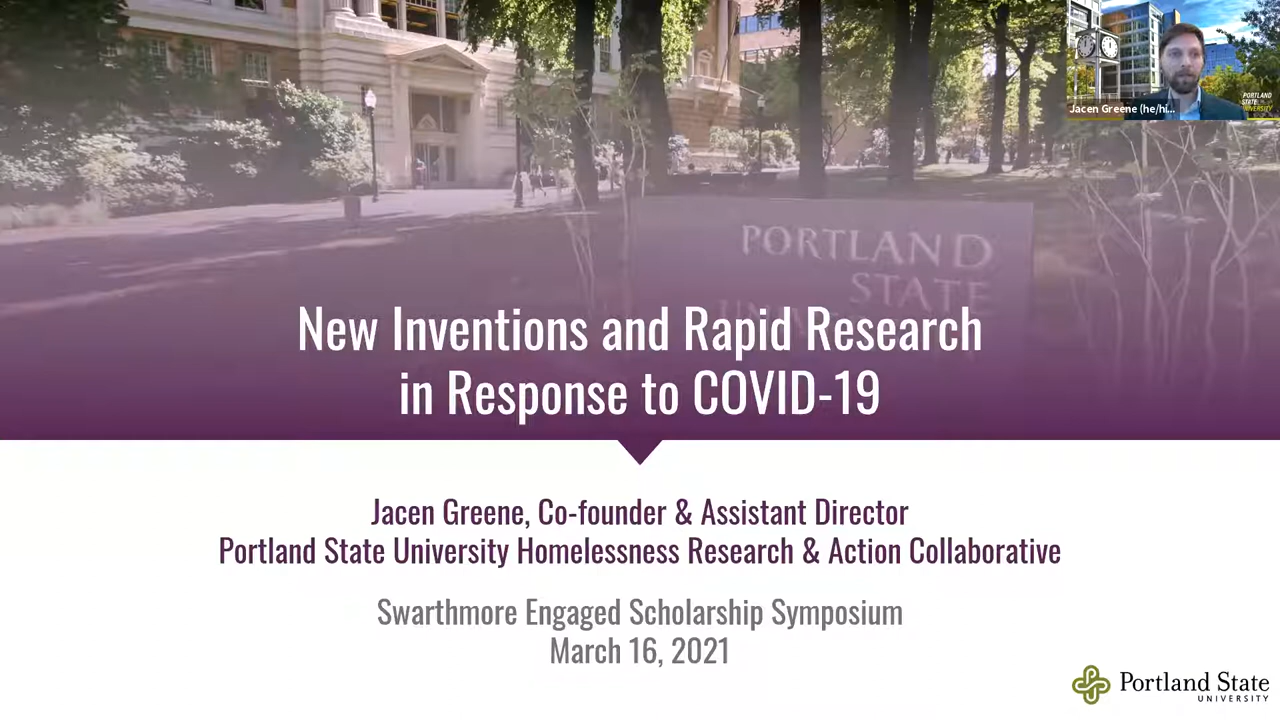 Jacen Greene (he/hi...
PORTLAND
STATE
UNIVERSITY
PORTLAND
STATE
New Inventions and Rapid Research
in Response to COVID-19
Jacen Greene, Co-founder & Assistant Director
Portland State University Homelessness Research & Action Collaborative
Swarthmore Engaged Scholarship Symposium
March 16, 2021
Portland State
UNIVERSITY